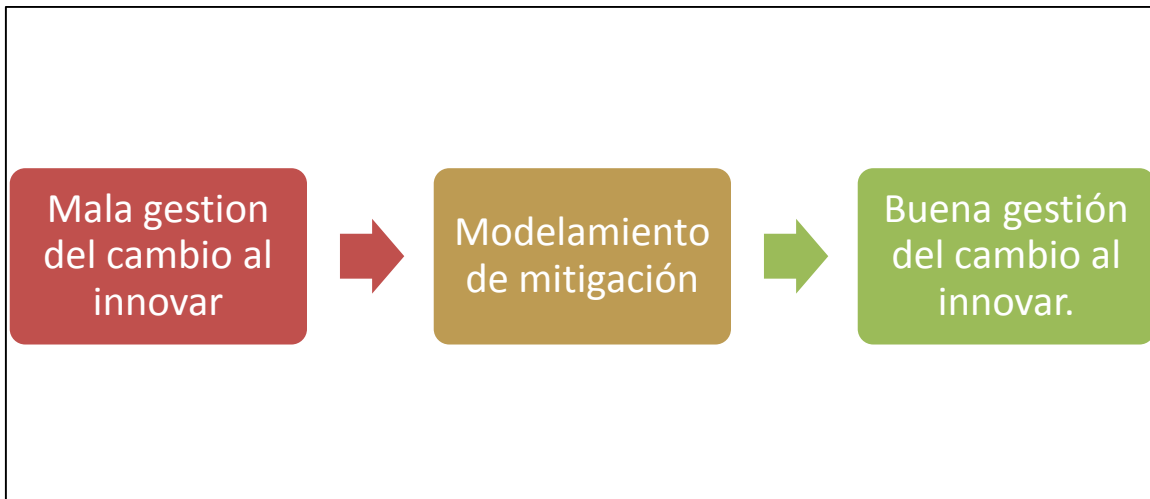 Mala gestion
del cambio al
innovar
Modelamiento
de mitigación
Buena gestión
del cambio al
innovar.